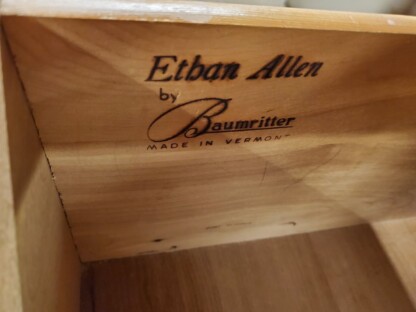 Ethan Allen
by
Baumritter
MADE IN VERMONT